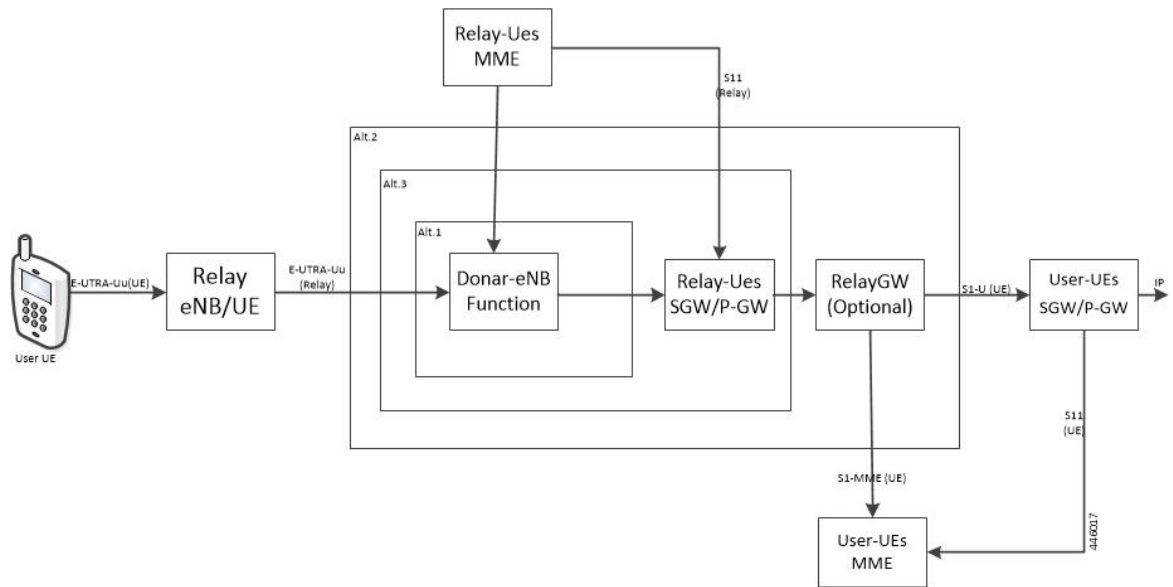 Relay-Ues
MME
S11
(Relay)
Alt.2
Alt.3
Alt.1
E-UTRA-Uu(UE)
Relay
eNB/UE
E-UTRA-Uu
(Relay)
Donar-eNB
Function
Relay-Ues
SGW/P-GW
RelayGW
(Optional)
S1-U (UE)
User-UEs
SGW/P-GW
IP
User UE
S11
(UE)
S1-MME (UE)
User-UEs
MME
446017